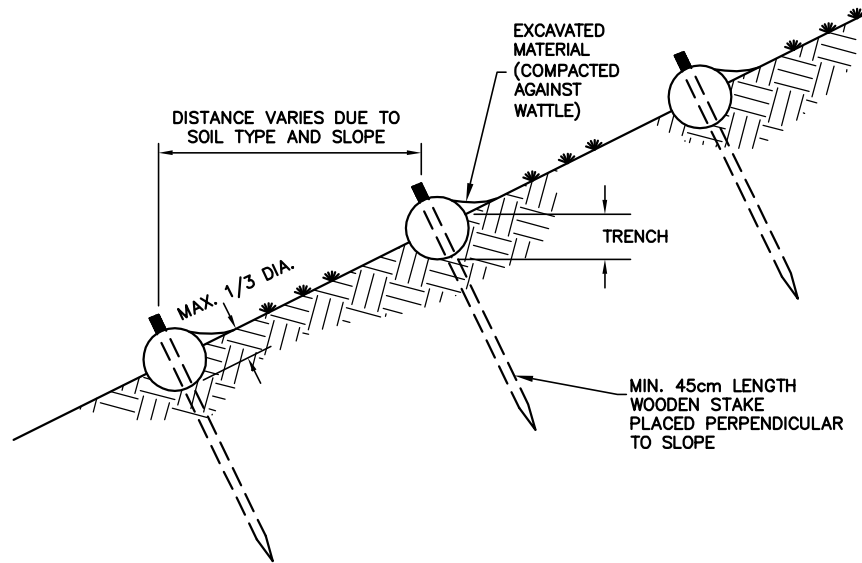 EXCAVATED
MATERIAL
(COMPACTED
AGAINST
WATTLE)
DISTANCE VARIES DUE TO
SOIL TYPE AND SLOPE
TRENCH
MAX. 1/3 DIA.
MIN. 45cm LENGTH
WOODEN STAKE
PLACED PERPENDICULAR
TO SLOPE